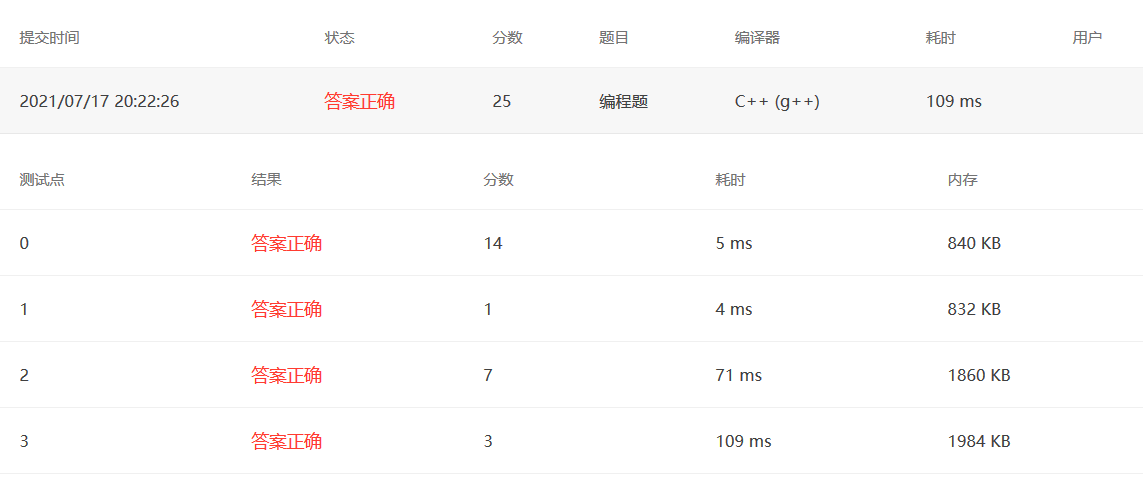 提交时间 状态 分数 题目 编译器 耗时 用户
2021/07/17 20:22:26 答案正确 25 编程题 C++ (g++) 109 ms
测试点 结果 分数 耗时 内存
0 答案正确 14 5 ms 840 KB
1 答案正确 1 4 ms 832 KB
2 答案正确 7 71 ms 1860 KB
3 答案正确 3 109 ms 1984 KB